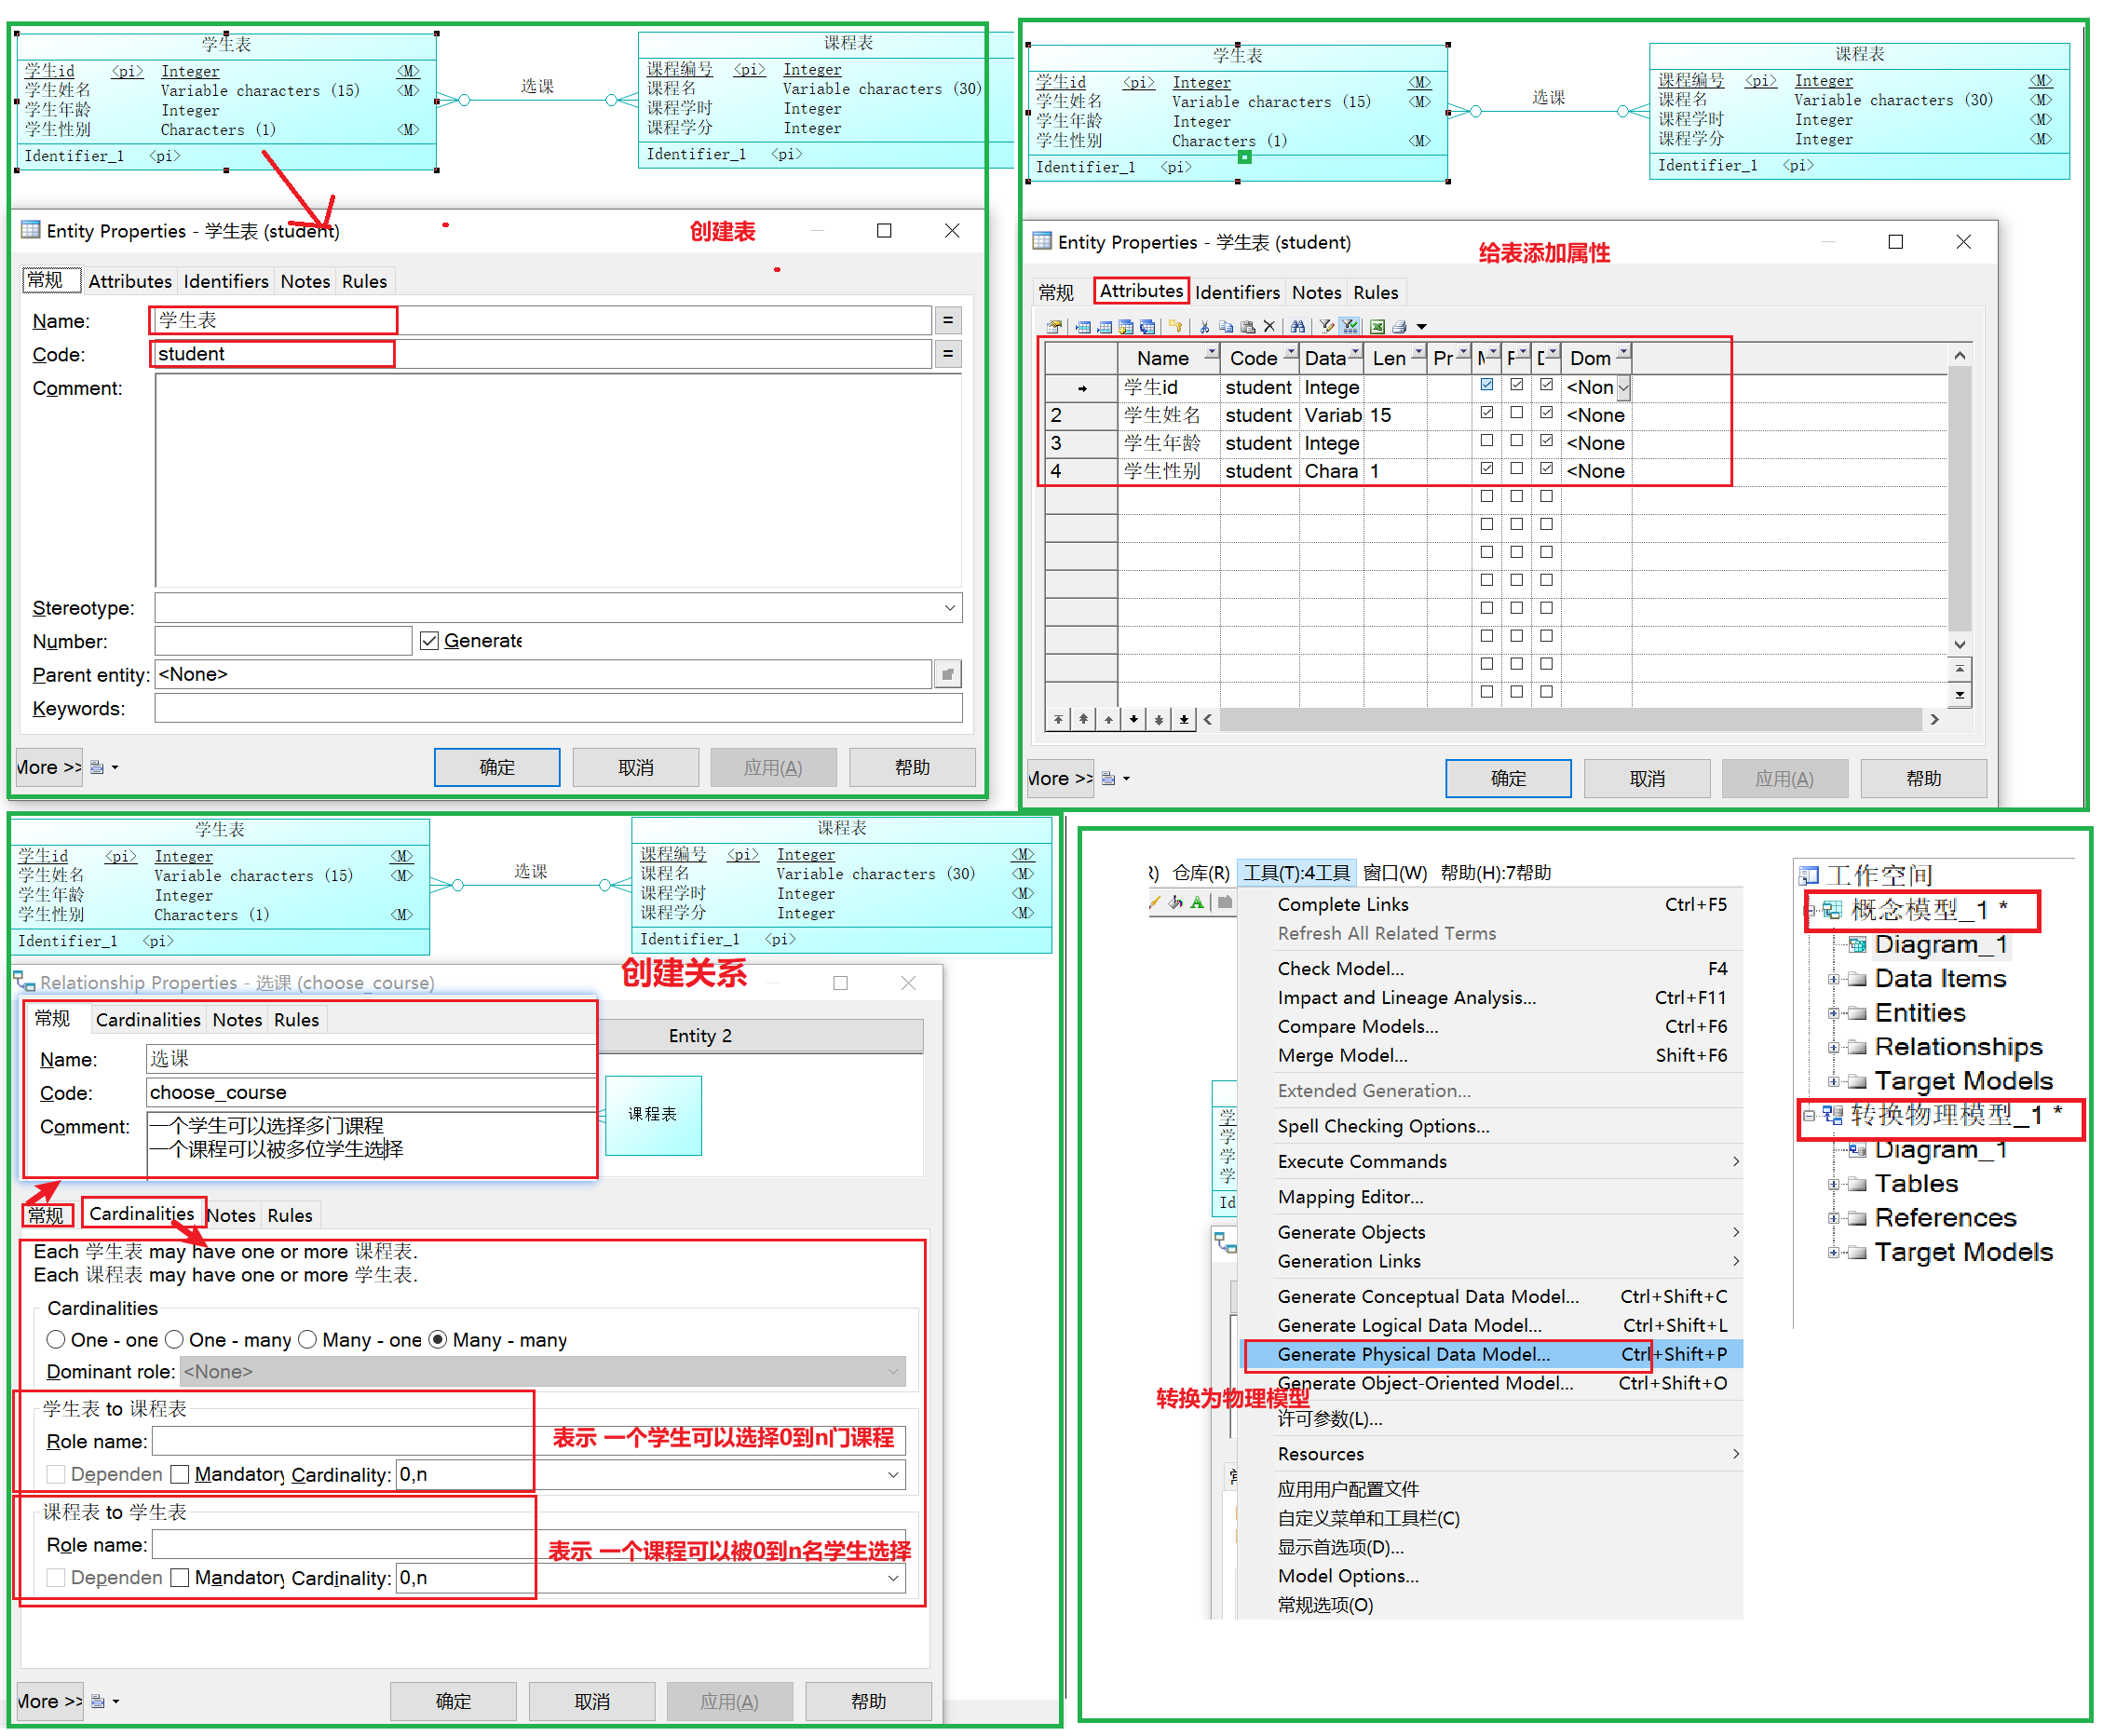 学生表
学生id <pi> Integer <M>
学生姓名 Variable characters (15) <M>
学生年龄 Integer
学生性别 Characters (1) <M>
Identifier_1 <pi>
选课
课程表
课程编号 <pi> Integer
课程名 Variable characters (30)
课程学时 Integer
课程学分 Integer
Identifier_1 <pi>
Entity Properties - 学生表 (student)
创建表
常规 Attributes Identifiers Notes Rules
Name: 学生表 =
Code: student =
Comment:
Stereotype:
Number: Generate
Parent entity: <None>
Keywords:
More >> 确定 取消 应用(A) 帮助
学生表
学生id <pi> Integer <M>
学生姓名 Variable characters (15) <M>
学生年龄 Integer
学生性别 Characters (1) <M>
Identifier_1 <pi>
选课
课程表
课程编号 <pi> Integer <M>
课程名 Variable characters (30) <M>
课程学时 Integer <M>
课程学分 Integer <M>
Identifier_1 <pi>
Entity Properties - 学生表 (student)
给表添加属性
常规 Attributes Identifiers Notes Rules
Name Code Data Len Pr Dom
学生id student Intege <Non
2 学生姓名 student Variab 15 <None
3 学生年龄 student Intege <None
4 学生性别 student Chara 1 <None
More >> 确定 取消 应用(A) 帮助
学生表
学生id <pi> Integer <M>
学生姓名 Variable characters (15) <M>
学生年龄 Integer
学生性别 Characters (1) <M>
Identifier_1 <pi>
选课
课程表
课程编号 <pi> Integer <M>
课程名 Variable characters (30) <M>
课程学时 Integer <M>
课程学分 Integer <M>
Identifier_1 <pi>
Relationship Properties - 选课 (choose_course)
创建关系
常规 Cardinalities Notes Rules
Entity 2
Name: 选课
Code: choose_course
Comment: 一个学生可以选择多门课程
一个课程可以被多位学生选择
课程表
常规 Cardinalities Notes Rules
Each 学生表 may have one or more 课程表.
Each 课程表 may have one or more 学生表.
Cardinalities
One - one One - many Many - one Many - many
Dominant role: <None>
学生表 to 课程表
Role name:
表示 一个学生可以选择0到n门课程
Dependen Mandatory Cardinality: 0,n
课程表 to 学生表
Role name:
表示 一个课程可以被0到n名学生选择
Dependen Mandatory Cardinality: 0,n
More >> 确定 取消 应用(A) 帮助
R) 仓库(R) 工具(T):4工具 窗口(W) 帮助(H):7帮助
Complete Links Ctrl+F5
Refresh All Related Terms
Check Model... F4
Impact and Lineage Analysis... Ctrl+F11
Compare Models... Ctrl+F6
Merge Model... Shift+F6
Extended Generation...
Spell Checking Options...
Execute Commands
Mapping Editor...
Generate Objects
Generation Links
Generate Conceptual Data Model... Ctrl+Shift+C
Generate Logical Data Model... Ctrl+Shift+L
Generate Physical Data Model... Ctrl+Shift+P
Generate Object-Oriented Model... Ctrl+Shift+O
转换为物理模型
许可参数(L)...
Resources
应用用户配置文件
自定义菜单和工具栏(C)
显示首选项(D)...
Model Options...
常规选项(O)
工作空间
概念模型_1 *
Diagram_1
Data Items
Entities
Relationships
Target Models
转换物理模型_1 *
Diagram_1
Tables
References
Target Models